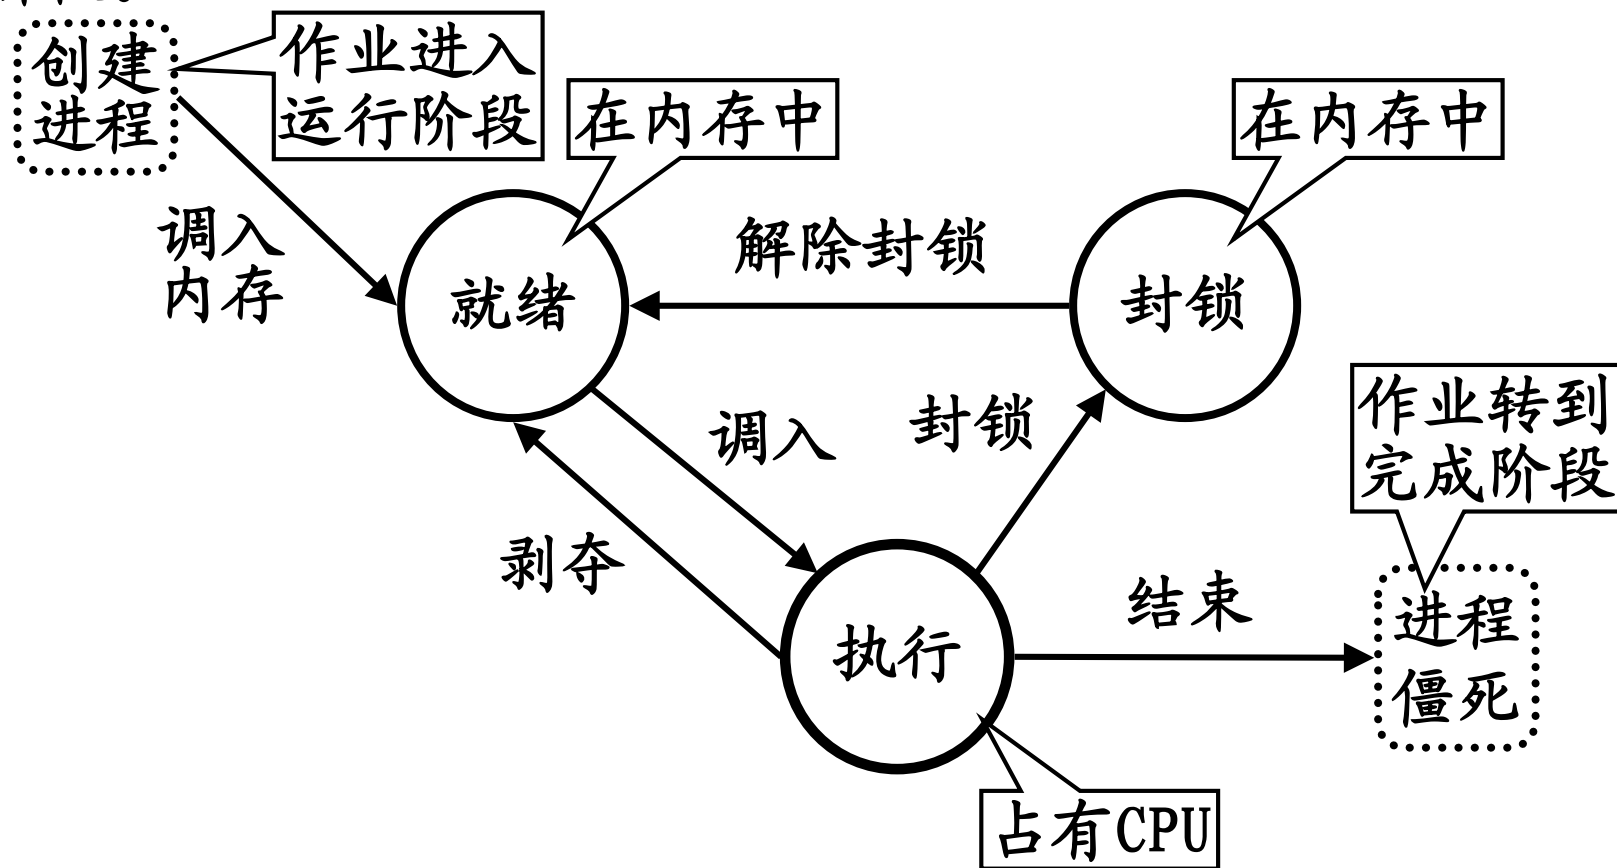 创建
进程
作业进入
运行阶段
在内存中
在内存中
调入
内存
解除封锁
就绪
封锁
调入
封锁
作业转到
完成阶段
剥夺
执行
结束
进程
僵死
占有CPU